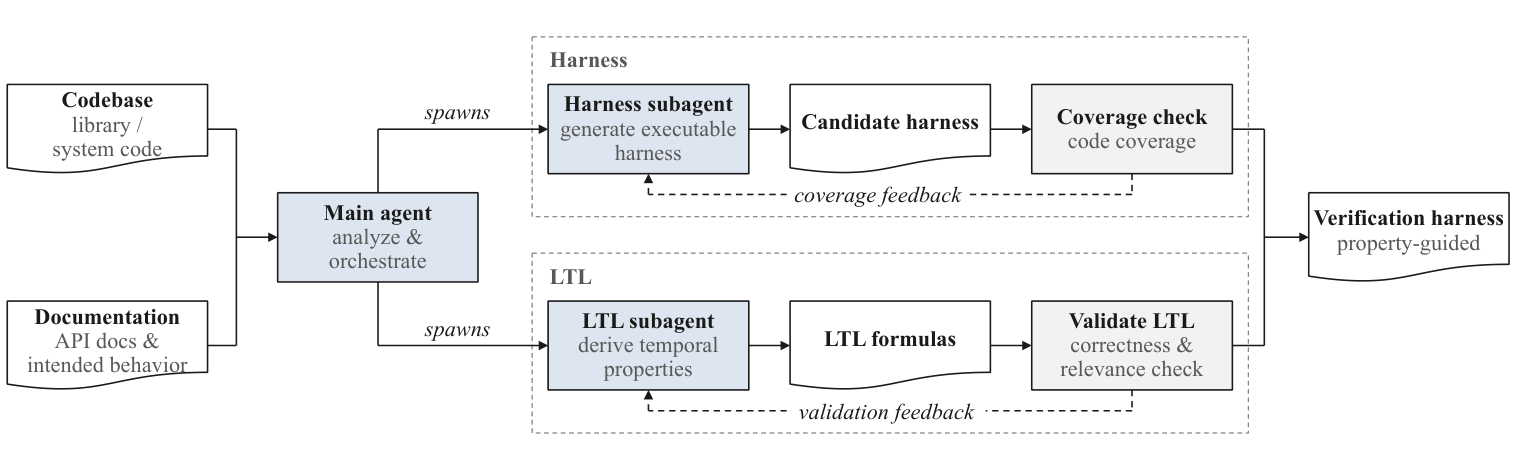 Codebase
library /
system code
Documentation
API docs &
intended behavior
Main agent
analyze &
orchestrate
spawns
spawns
Harness
Harness subagent
generate executable
harness
Candidate harness
Coverage check
code coverage
coverage feedback
LTL
LTL subagent
derive temporal
properties
LTL formulas
Validate LTL
correctness &
relevance check
validation feedback
Verification harness
property-guided